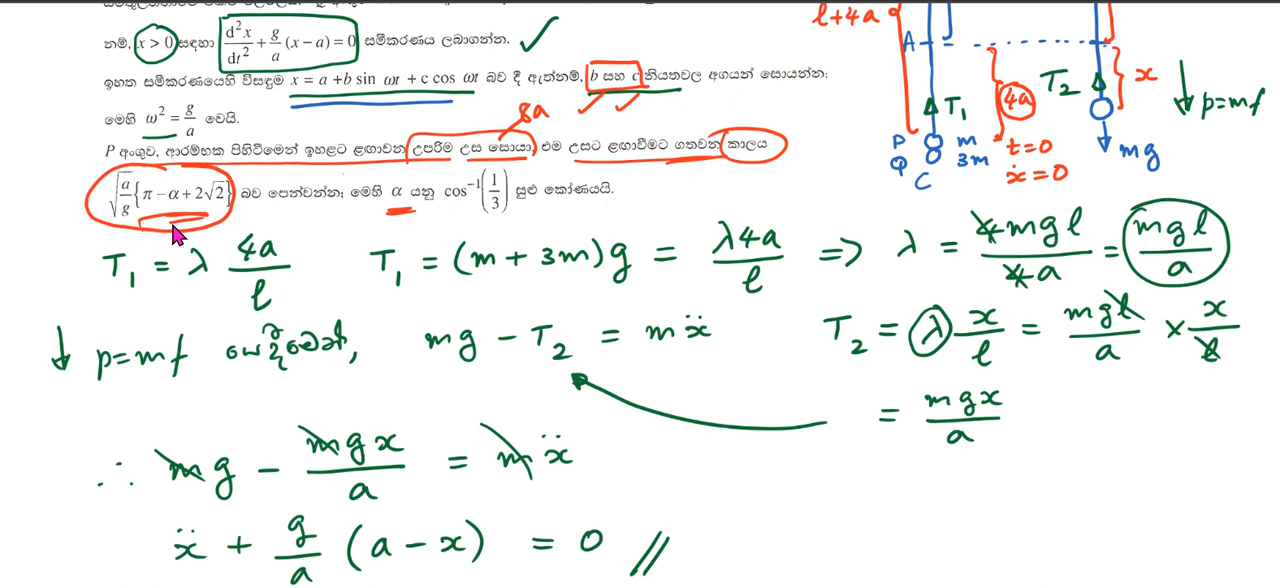 නම්, x > 0 සඳහා d²x/dt² + g/a (x − a) = 0 සමීකරණය ලබාගන්න. ✓
ඉහත සමීකරණයෙහි විසඳුම x = a + b sin ωt + c cos ωt බව දී ඇත්නම්, b සහ c නියතවල අගයන් සොයන්න;
මෙහි ω² = g/a වෙයි.
8a
P අංශුව, ආරම්භක පිහිටීමෙන් ඉහළට ළඟාවන උපරිම උස සොයා, එම උසට ළඟාවීමට ගතවන කාලය
√(a/g) {π − α + 2√2} බව පෙන්වන්න; මෙහි α යනු cos⁻¹(1/3) සුළු කෝණයයි.
l + 4a
A
T₂
x
↓ p = mf
T₁
4a
P
m
t = 0
mg
Q
3m
ẋ = 0
C
T₁ = λ 4a/l
T₁ = (m + 3m)g = λ4a/l ⇒ λ = 4mgl/4a = mgl/a
↓ p = mf යෙදීමෙන්, mg − T₂ = mẍ
T₂ = λ x/l = mgl/a × x/l
= mgx/a
∴ mg − mgx/a = mẍ
ẍ + g/a (a − x) = 0 //